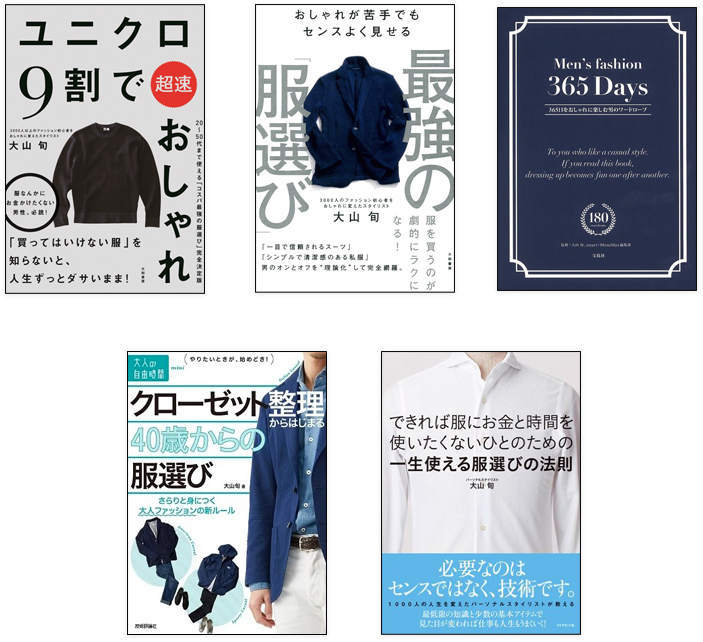 ユニクロ
9割で
超速
おしゃれ
3000人以上のファッション初心者を
おしゃれに変えたスタイリスト
大山 旬
20〜50代まで使える「コスパ最強の服選び」完全決定版
服なんかに
お金かけたくない
男性、必読!
「買ってはいけない服」を
知らないと、
人生ずっとダサいまま!
大和書房
おしゃれが苦手でも
センスよく見せる
最強の
「服選び」
3000人のファッション初心者を
おしゃれに変えたスタイリスト
大山 旬
服を買うのが
劇的にラクに
なる!
「一目で信頼されるスーツ」
「シンプルで清潔感のある私服」
男のオンとオフを“理論化”して完全網羅。
大和書房
Men's fashion
365 Days
365日をおしゃれに楽しむ男のワードローブ
To you who like a casual style.
If you read this book,
dressing up becomes fun one after another.
180
宝島社
大人の
自由時間
mini
やりたいときが、始めどき!
クローゼット整理
からはじまる
40歳からの
服選び
大山旬 著
さらりと身につく
大人ファッションの新ルール
技術評論社
できれば服にお金と時間を
使いたくないひとのための
一生使える服選びの法則
パーソナルスタイリスト
大山 旬
必要なのは
センスではなく、技術です。
1000人の人生を変えたパーソナルスタイリストが教える
最低限の知識と少数の基本アイテムで
見た目が変われば仕事も人生もうまくいく!
ダイヤモンド社